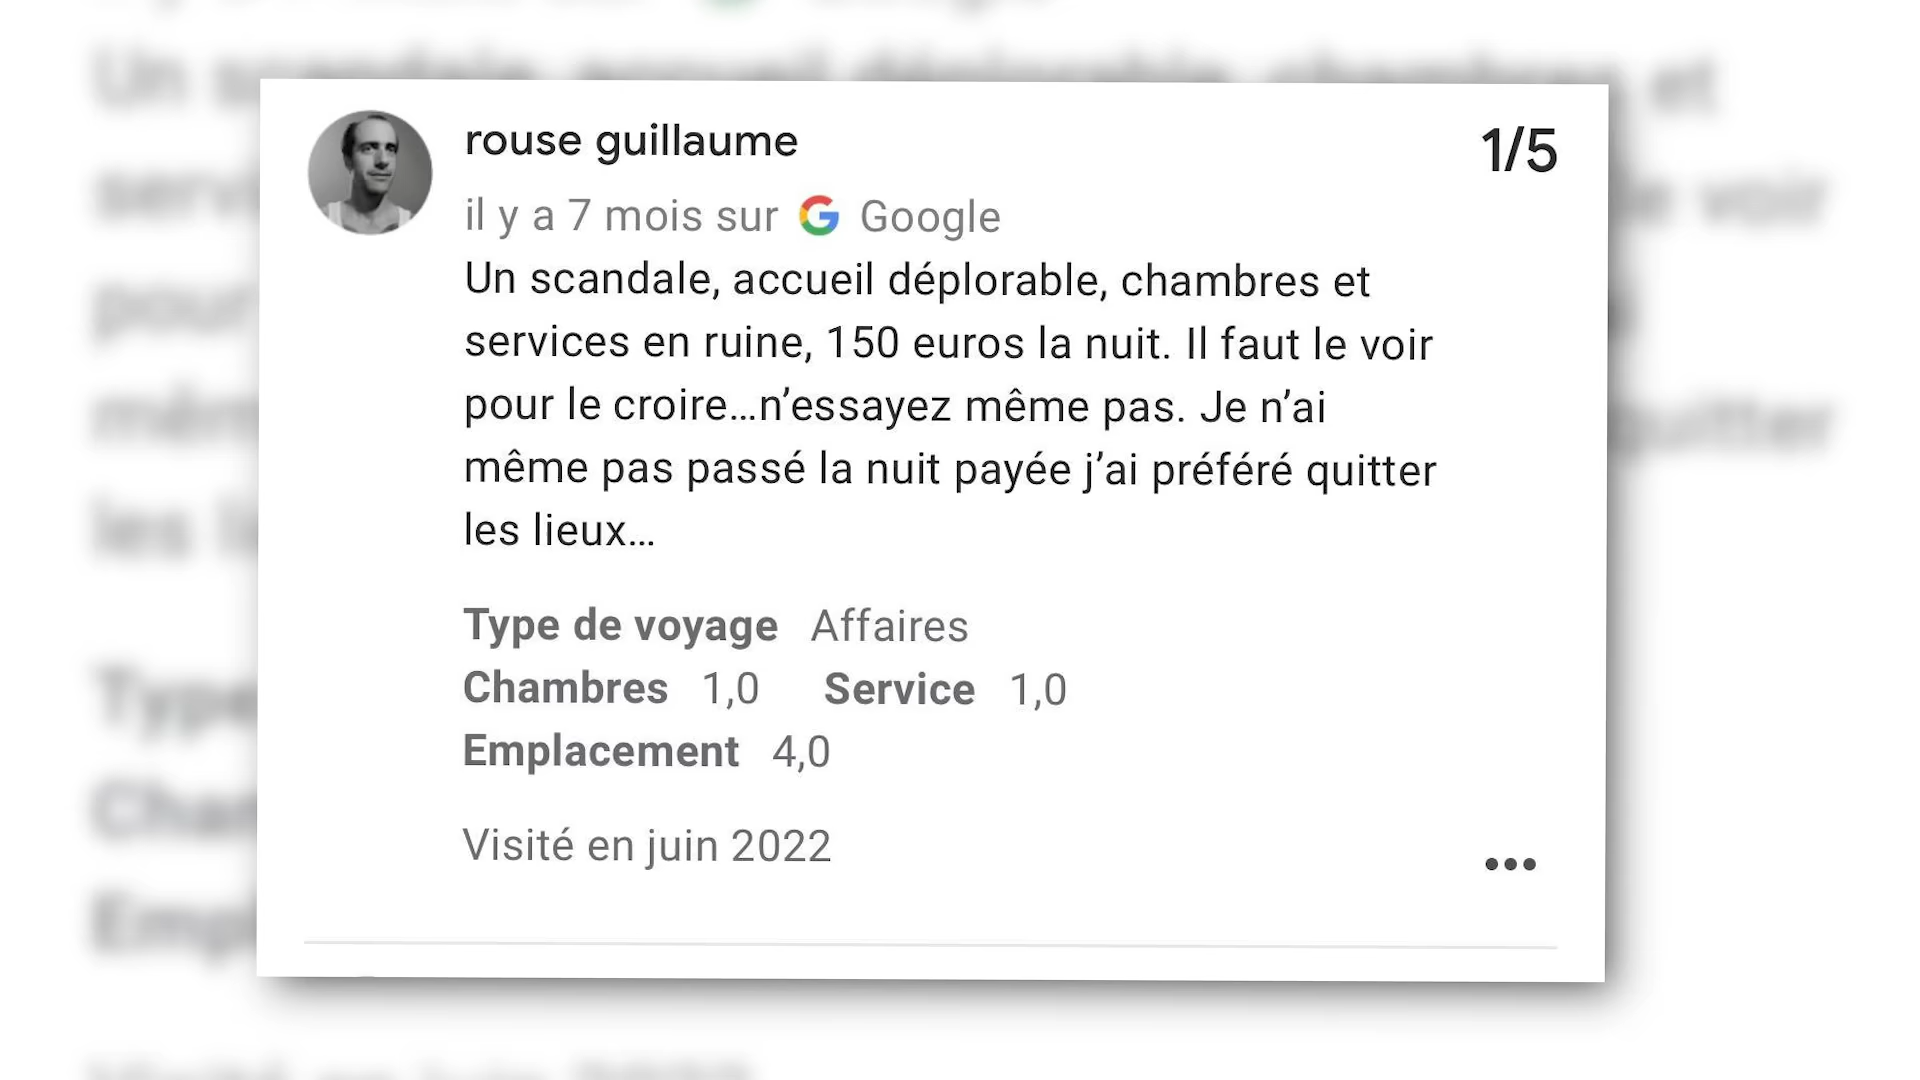 rouse guillaume
1/5
il y a 7 mois sur Google
Un scandale, accueil déplorable, chambres et
services en ruine, 150 euros la nuit. Il faut le voir
pour le croire…n’essayez même pas. Je n’ai
même pas passé la nuit payée j’ai préféré quitter
les lieux…
Type de voyage Affaires
Chambres 1,0 Service 1,0
Emplacement 4,0
Visité en juin 2022